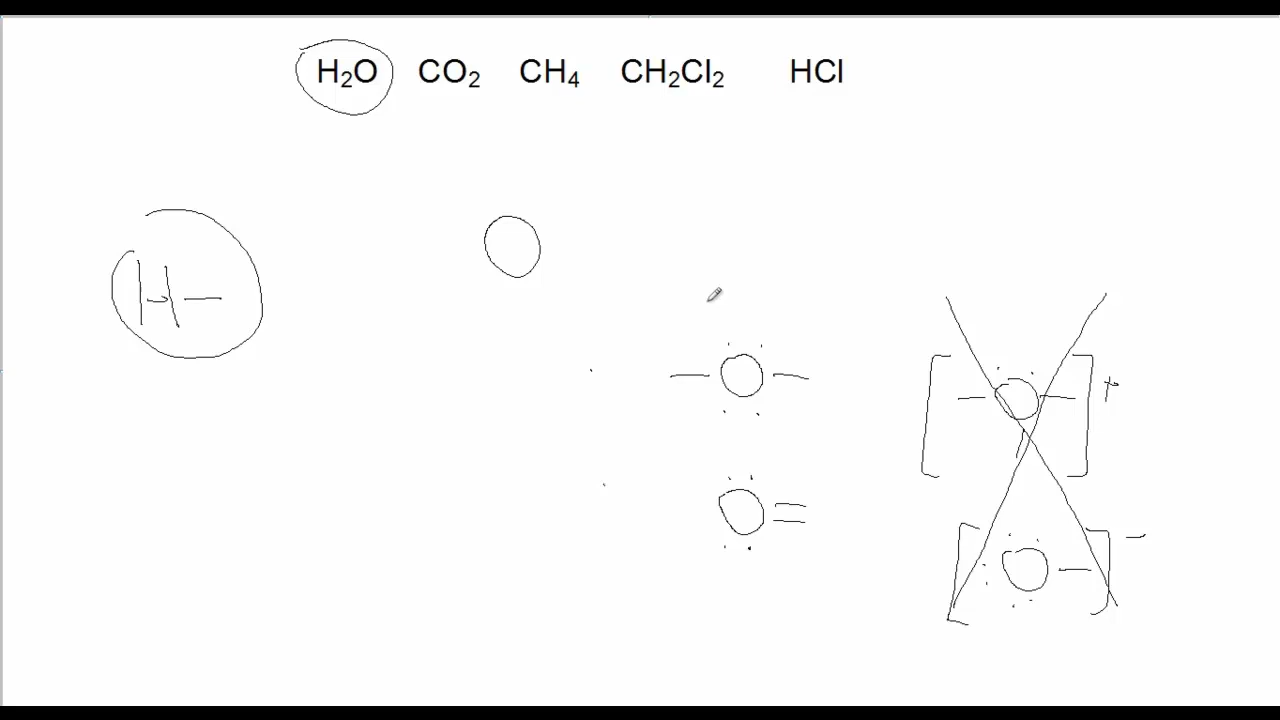 H₂O CO₂ CH₄ CH₂Cl₂ HCl
H–
–O–
[–O–]+
O=
[O–]–